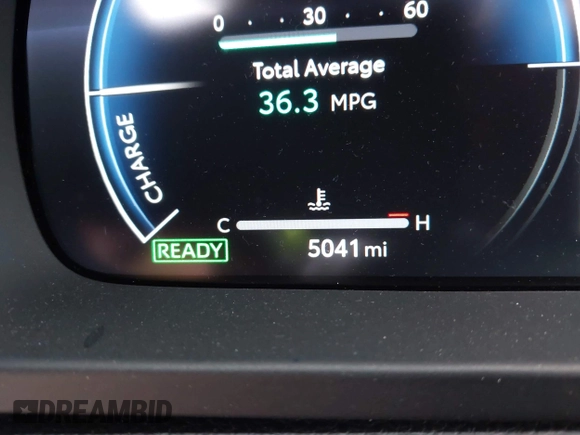 0 · 30 · · 60
Total Average
36.3 MPG
CHARGE
C H
READY
5041 mi
DREAMBID